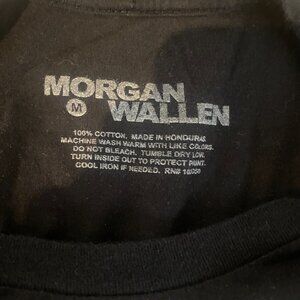 MORGAN
M WALLEN
100% COTTON. MADE IN HONDURAS
MACHINE WASH WARM WITH LIKE COLORS.
DO NOT BLEACH. TUMBLE DRY LOW.
TURN INSIDE OUT TO PROTECT PRINT.
COOL IRON IF NEEDED. RN#